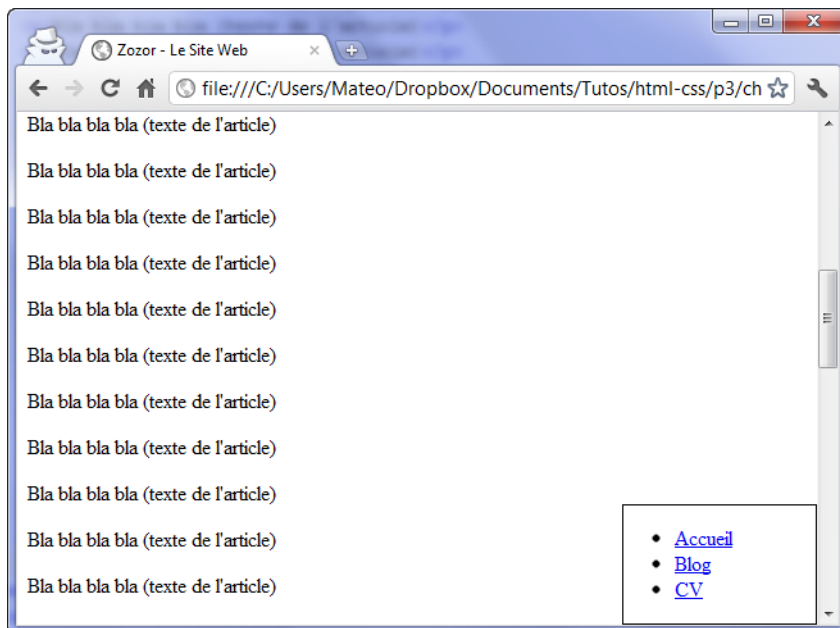 Zozor - Le Site Web
file:///C:/Users/Mateo/Dropbox/Documents/Tutos/html-css/p3/ch
Bla bla bla bla (texte de l'article)
Bla bla bla bla (texte de l'article)
Bla bla bla bla (texte de l'article)
Bla bla bla bla (texte de l'article)
Bla bla bla bla (texte de l'article)
Bla bla bla bla (texte de l'article)
Bla bla bla bla (texte de l'article)
Bla bla bla bla (texte de l'article)
Bla bla bla bla (texte de l'article)
Bla bla bla bla (texte de l'article)
Bla bla bla bla (texte de l'article)
Accueil
Blog
CV